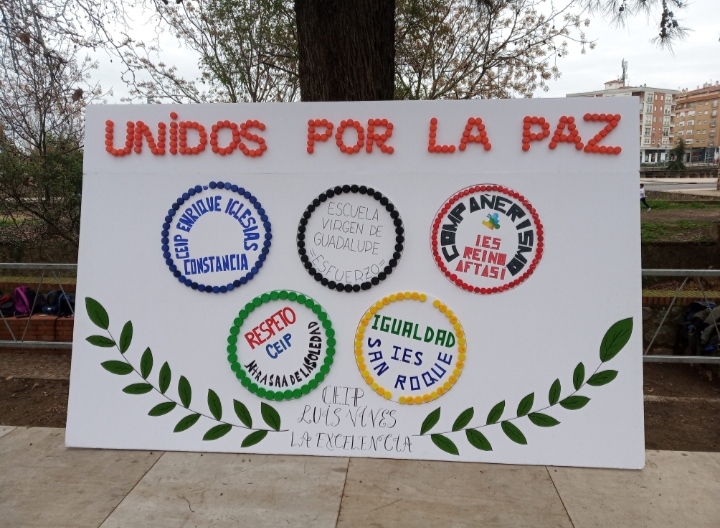 UNIDOS POR LA PAZ
CEIP ENRIQUE IGLESIAS
CONSTANCIA
ESCUELA
VIRGEN DE
GUADALUPE
=ESFUERZO=
COMPAÑERISMO
IES
REINO
AFTASI
RESPETO
CEIP
NTRA SRA DE LA SOLEDAD
IGUALDAD
IES
SAN ROQUE
CEIP
LUIS VIVES
LA EXCELENCIA